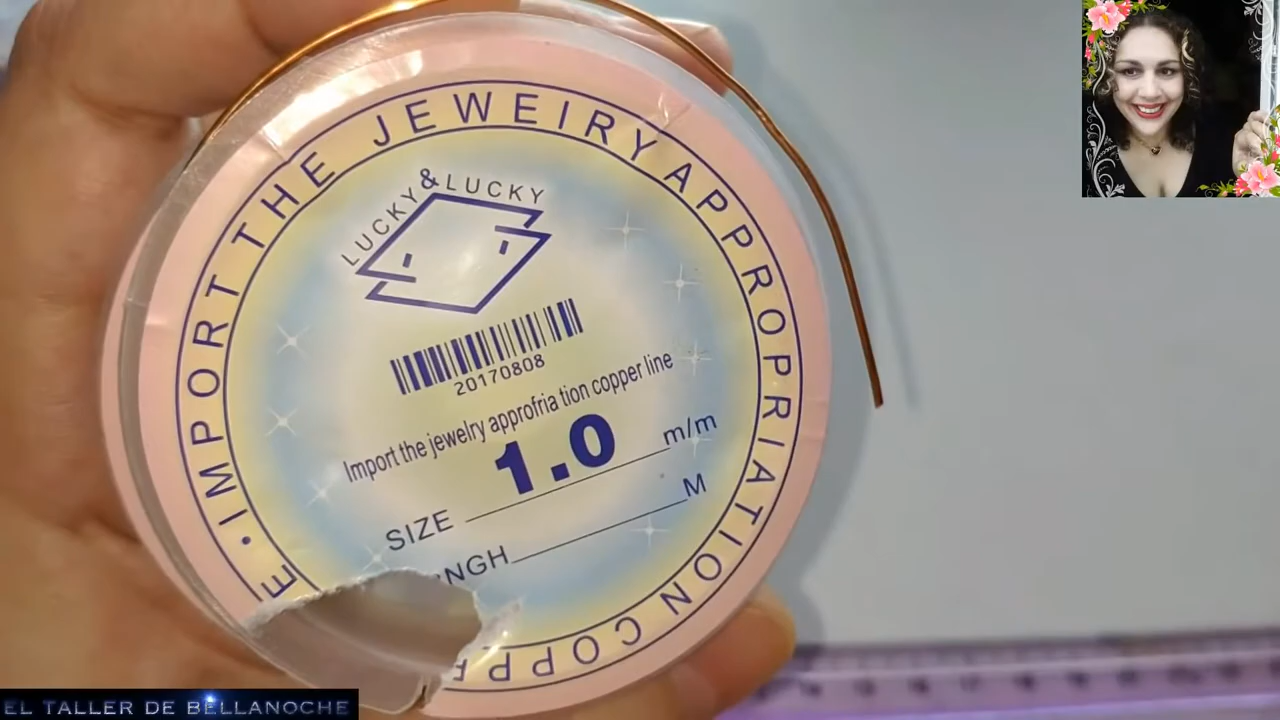 • IMPORT THE JEWEIRY APPROPRIATION COPPE
LUCKY & LUCKY
20170808
Import the jewelry approfria tion copper line
SIZE 1.0 m/m
NGH M
EL TALLER DE BELLANOCHE